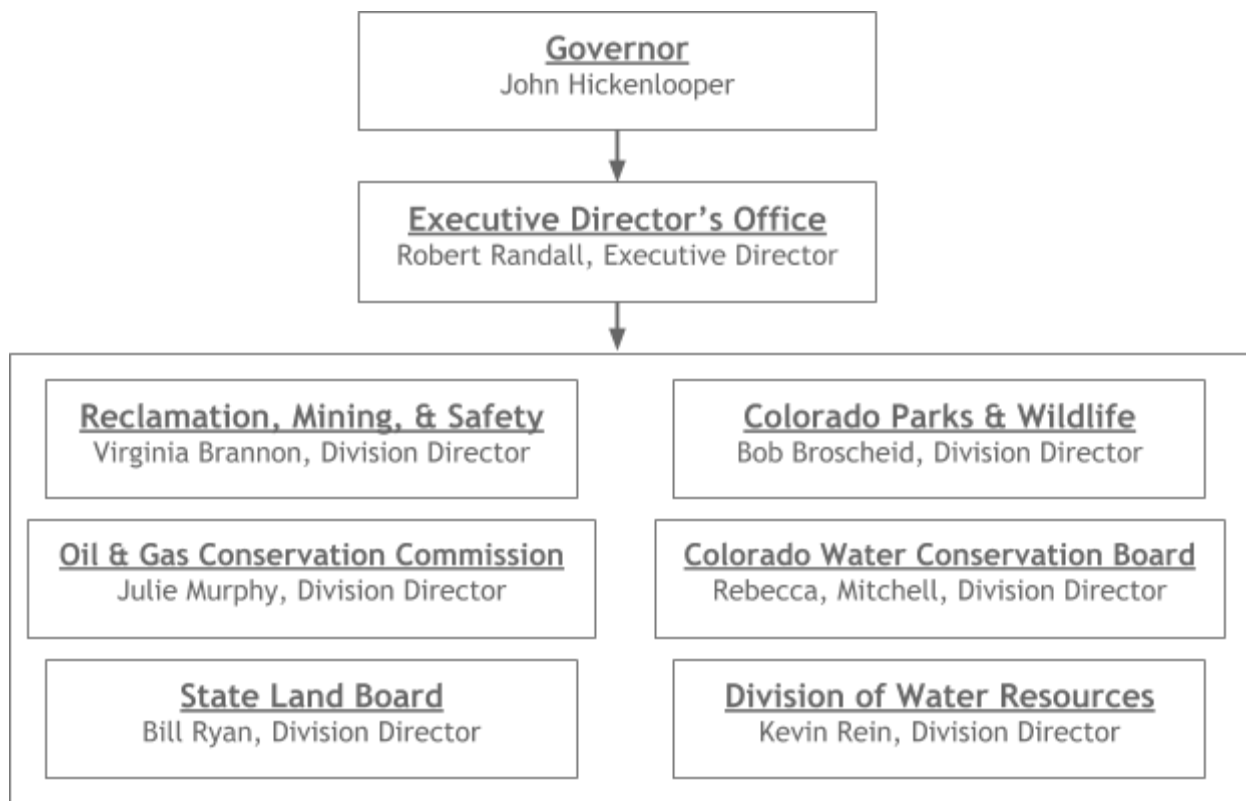 Governor
John Hickenlooper
Executive Director’s Office
Robert Randall, Executive Director
Reclamation, Mining, & Safety
Virginia Brannon, Division Director
Colorado Parks & Wildlife
Bob Broscheid, Division Director
Oil & Gas Conservation Commission
Julie Murphy, Division Director
Colorado Water Conservation Board
Rebecca, Mitchell, Division Director
State Land Board
Bill Ryan, Division Director
Division of Water Resources
Kevin Rein, Division Director